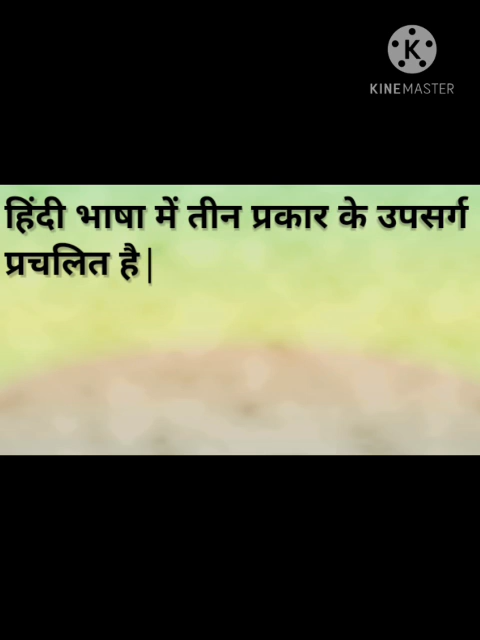 KINEMASTER
हिंदी भाषा में तीन प्रकार के उपसर्ग
प्रचलित है|